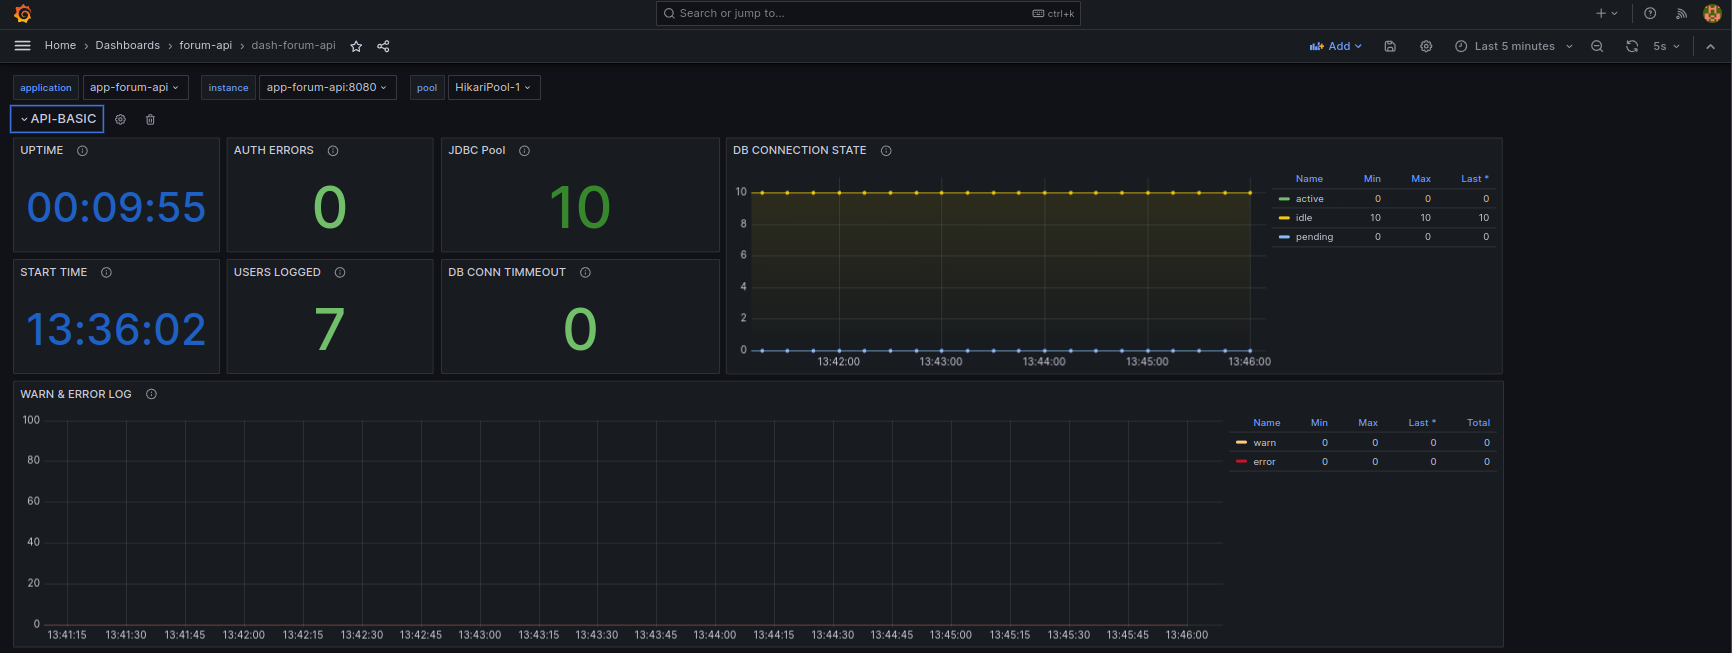 Search or jump to... ctrl+k
Home › Dashboards › forum-api › dash-forum-api
Add Last 5 minutes 5s
application app-forum-api instance app-forum-api:8080 pool HikariPool-1
API-BASIC
UPTIME
00:09:55
AUTH ERRORS
0
JDBC Pool
10
DB CONNECTION STATE
10
8
6
4
2
0
13:42:00 13:43:00 13:44:00 13:45:00 13:46:00
Name Min Max Last *
active 0 0 0
idle 10 10 10
pending 0 0 0
START TIME
13:36:02
USERS LOGGED
7
DB CONN TIMMEOUT
0
WARN & ERROR LOG
100
80
60
40
20
0
13:41:15 13:41:30 13:41:45 13:42:00 13:42:15 13:42:30 13:42:45 13:43:00 13:43:15 13:43:30 13:43:45 13:44:00 13:44:15 13:44:30 13:44:45 13:45:00 13:45:15 13:45:30 13:45:45 13:46:00
Name Min Max Last * Total
warn 0 0 0 0
error 0 0 0 0